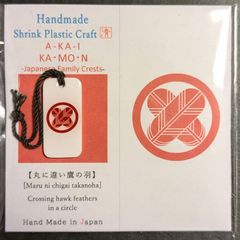 Handmade
Shrink Plastic Craft
A-KA-I
KA-MO-N
-Japanese Family Crests-
【丸に違い鷹の羽】
[Maru ni chigai takanoha]
Crossing hawk feathers
in a circle
Hand Made in Japan